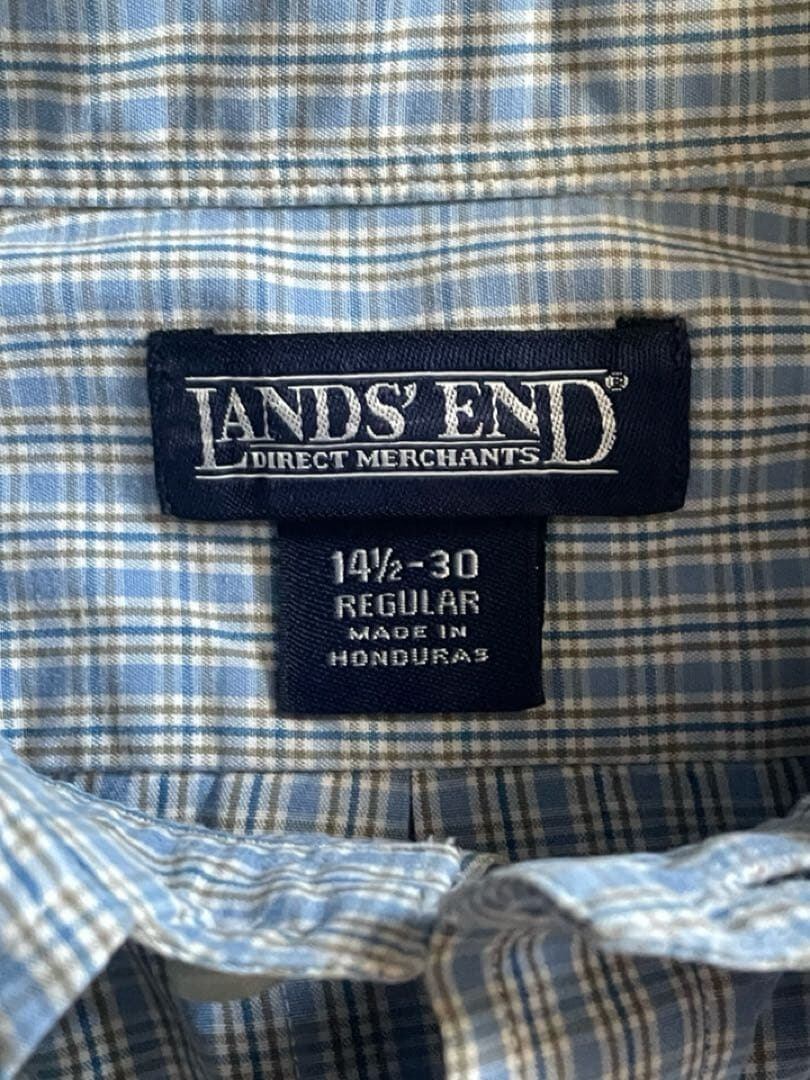 LANDS' END®
DIRECT MERCHANTS
14½-30
REGULAR
MADE IN
HONDURAS